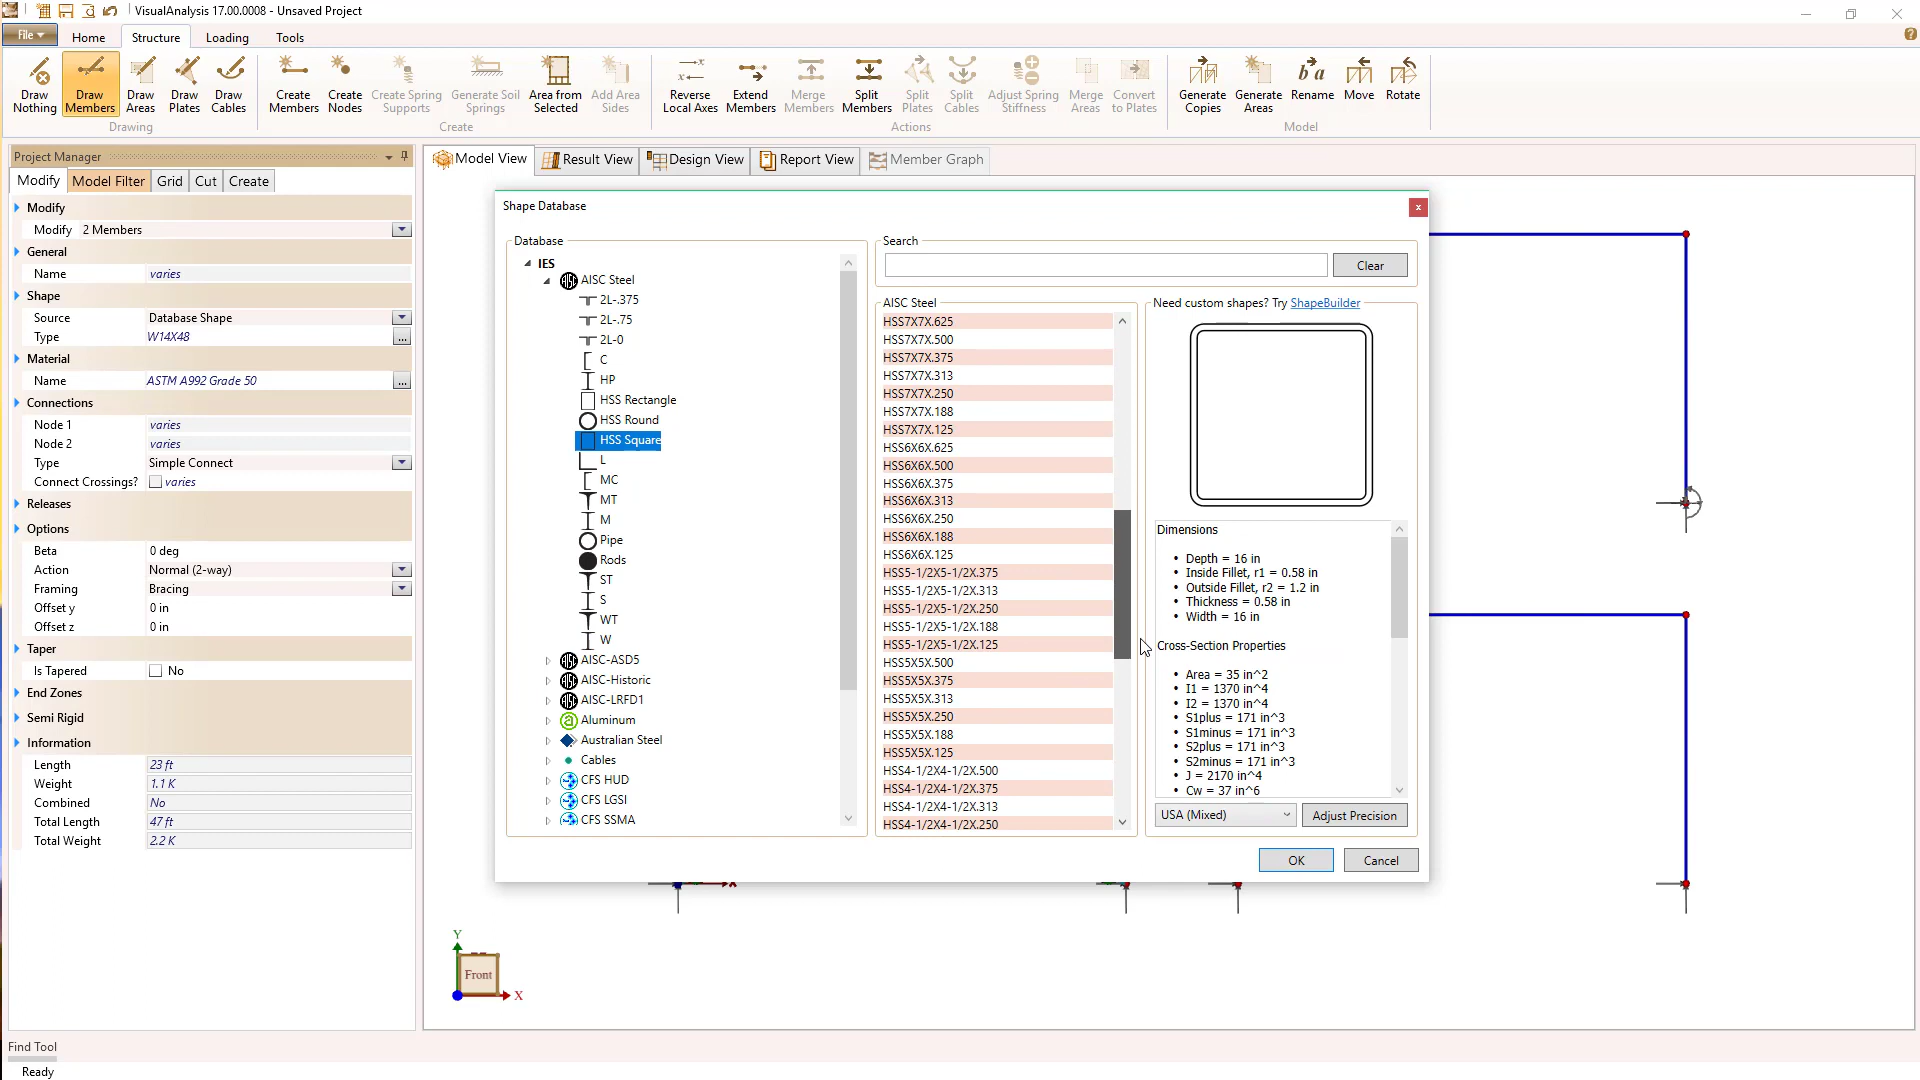 VisualAnalysis 17.00.0008 - Unsaved Project
File
Home
Structure
Loading
Tools
Draw Nothing
Draw Members
Draw Areas
Draw Plates
Draw Cables
Drawing
Create Members
Create Nodes
Create Spring Supports
Generate Soil Springs
Area from Selected
Add Area Sides
Create
Reverse Local Axes
Extend Members
Merge Members
Split Members
Split Plates
Split Cables
Adjust Spring Stiffness
Merge Areas
Convert to Plates
Actions
Generate Copies
Generate Areas
Rename
Move
Rotate
Model
Project Manager
Modify
Model Filter
Grid
Cut
Create
Modify
Modify 2 Members
General
Name varies
Shape
Source Database Shape
Type W14X48
Material
Name ASTM A992 Grade 50
Connections
Node 1 varies
Node 2 varies
Type Simple Connect
Connect Crossings? varies
Releases
Options
Beta 0 deg
Action Normal (2-way)
Framing Bracing
Offset y 0 in
Offset z 0 in
Taper
Is Tapered No
End Zones
Semi Rigid
Information
Length 23 ft
Weight 1.1 K
Combined No
Total Length 47 ft
Total Weight 2.2 K
Find Tool
Ready
Model View
Result View
Design View
Report View
Member Graph
Shape Database
Database
IES
AISC Steel
2L-.375
2L-.75
2L-0
C
HP
HSS Rectangle
HSS Round
HSS Square
L
MC
MT
M
Pipe
Rods
ST
S
WT
W
AISC-ASD5
AISC-Historic
AISC-LRFD1
Aluminum
Australian Steel
Cables
CFS HUD
CFS LGSI
CFS SSMA
Search
Clear
AISC Steel
HSS7X7X.625
HSS7X7X.500
HSS7X7X.375
HSS7X7X.313
HSS7X7X.250
HSS7X7X.188
HSS7X7X.125
HSS6X6X.625
HSS6X6X.500
HSS6X6X.375
HSS6X6X.313
HSS6X6X.250
HSS6X6X.188
HSS6X6X.125
HSS5-1/2X5-1/2X.375
HSS5-1/2X5-1/2X.313
HSS5-1/2X5-1/2X.250
HSS5-1/2X5-1/2X.188
HSS5-1/2X5-1/2X.125
HSS5X5X.500
HSS5X5X.375
HSS5X5X.313
HSS5X5X.250
HSS5X5X.188
HSS5X5X.125
HSS4-1/2X4-1/2X.500
HSS4-1/2X4-1/2X.375
HSS4-1/2X4-1/2X.313
HSS4-1/2X4-1/2X.250
Need custom shapes? Try ShapeBuilder
Dimensions
• Depth = 16 in
• Inside Fillet, r1 = 0.58 in
• Outside Fillet, r2 = 1.2 in
• Thickness = 0.58 in
• Width = 16 in
Cross-Section Properties
• Area = 35 in^2
• I1 = 1370 in^4
• I2 = 1370 in^4
• S1plus = 171 in^3
• S1minus = 171 in^3
• S2plus = 171 in^3
• S2minus = 171 in^3
• J = 2170 in^4
• Cw = 37 in^6
USA (Mixed)
Adjust Precision
OK
Cancel
Y
Front
X